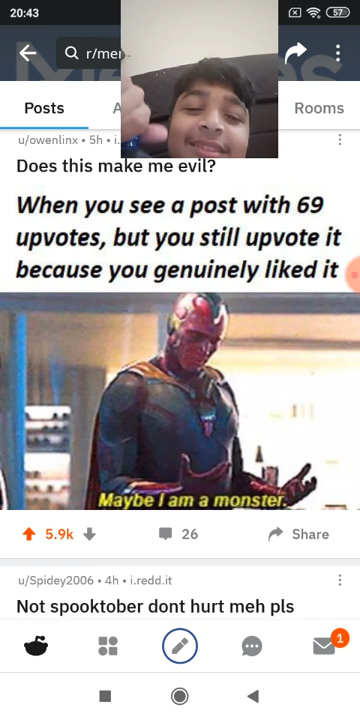 20:43
57
r/me
Posts
A
Rooms
u/owenlinx • 5h • i.
Does this make me evil?
When you see a post with 69
upvotes, but you still upvote it
because you genuinely liked it
Maybe I am a monster.
5.9k
26
Share
u/Spidey2006 • 4h • i.redd.it
Not spooktober dont hurt meh pls
1